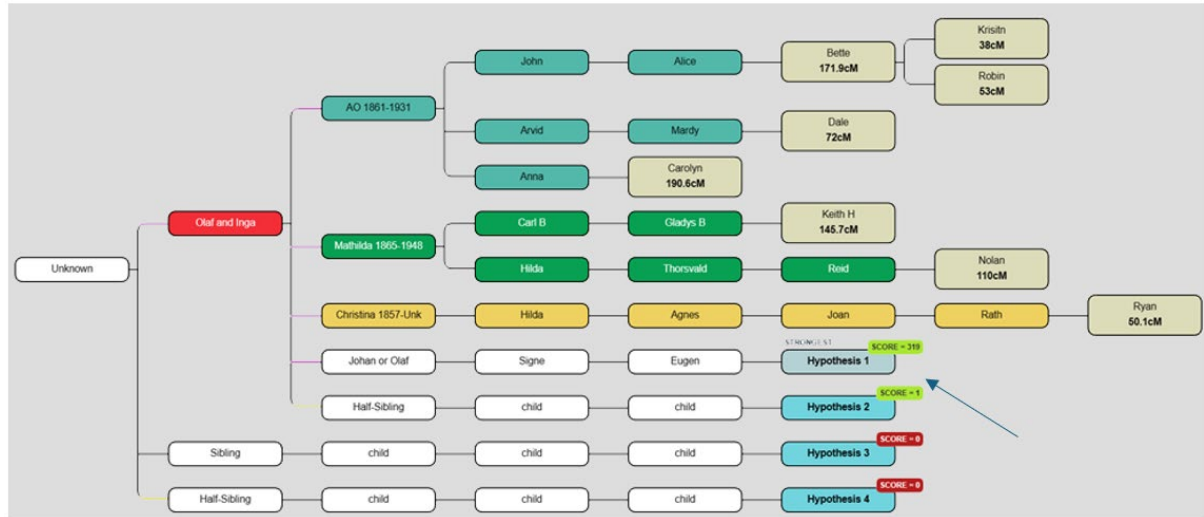 Krisitn
38cM
John
Alice
Bette
171.9cM
Robin
53cM
AO 1861-1931
Arvid
Mardy
Dale
72cM
Anna
Carolyn
190.6cM
Olaf and Inga
Carl B
Gladys B
Keith H
145.7cM
Mathilda 1865-1948
Unknown
Hilda
Thorsvald
Reid
Nolan
110cM
Christina 1857-Unk
Hilda
Agnes
Joan
Rath
Ryan
50.1cM
STRONGEST
SCORE = 319
Johan or Olaf
Signe
Eugen
Hypothesis 1
SCORE = 1
Half-Sibling
child
child
Hypothesis 2
SCORE = 0
Sibling
child
child
child
Hypothesis 3
SCORE = 0
Half-Sibling
child
child
child
Hypothesis 4